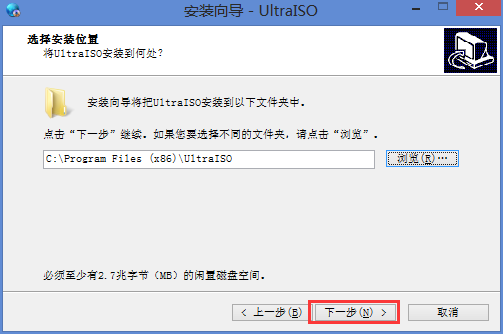 安装向导 - UltraISO
选择安装位置
将UltraISO安装到何处？
安装向导将把UltraISO安装到以下文件夹中。
点击“下一步”继续。如果您要选择不同的文件夹，请点击“浏览”。
C:\Program Files (x86)\UltraISO
浏览(R)…
必须至少有2.7兆字节（MB）的闲置磁盘空间。
< 上一步(B)
下一步(N) >
取消